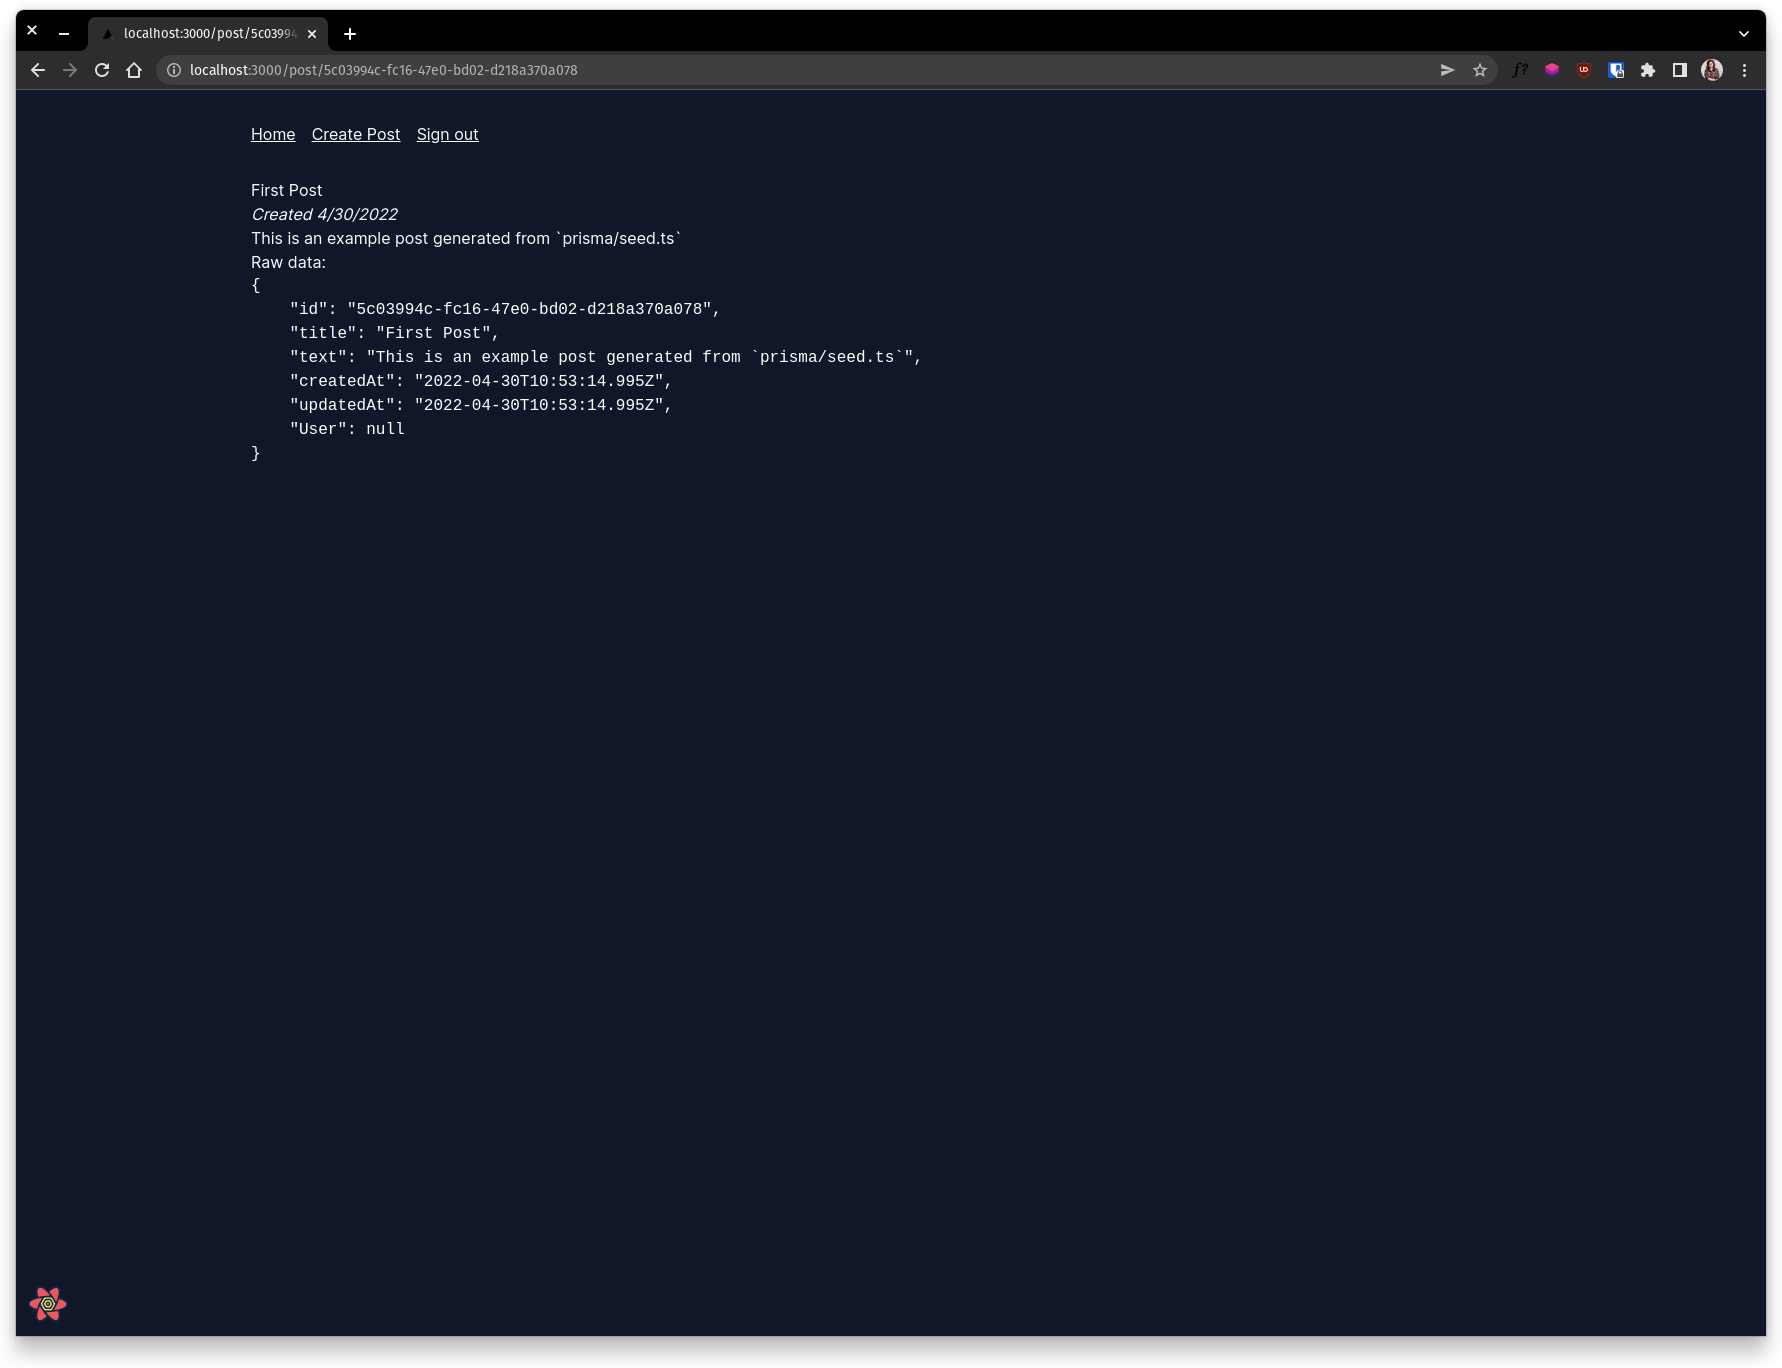 localhost:3000/post/5c03994
localhost:3000/post/5c03994c-fc16-47e0-bd02-d218a370a078
f?
Home Create Post Sign out
First Post
Created 4/30/2022
This is an example post generated from `prisma/seed.ts`
Raw data:
{
    "id": "5c03994c-fc16-47e0-bd02-d218a370a078",
    "title": "First Post",
    "text": "This is an example post generated from `prisma/seed.ts`",
    "createdAt": "2022-04-30T10:53:14.995Z",
    "updatedAt": "2022-04-30T10:53:14.995Z",
    "User": null
}